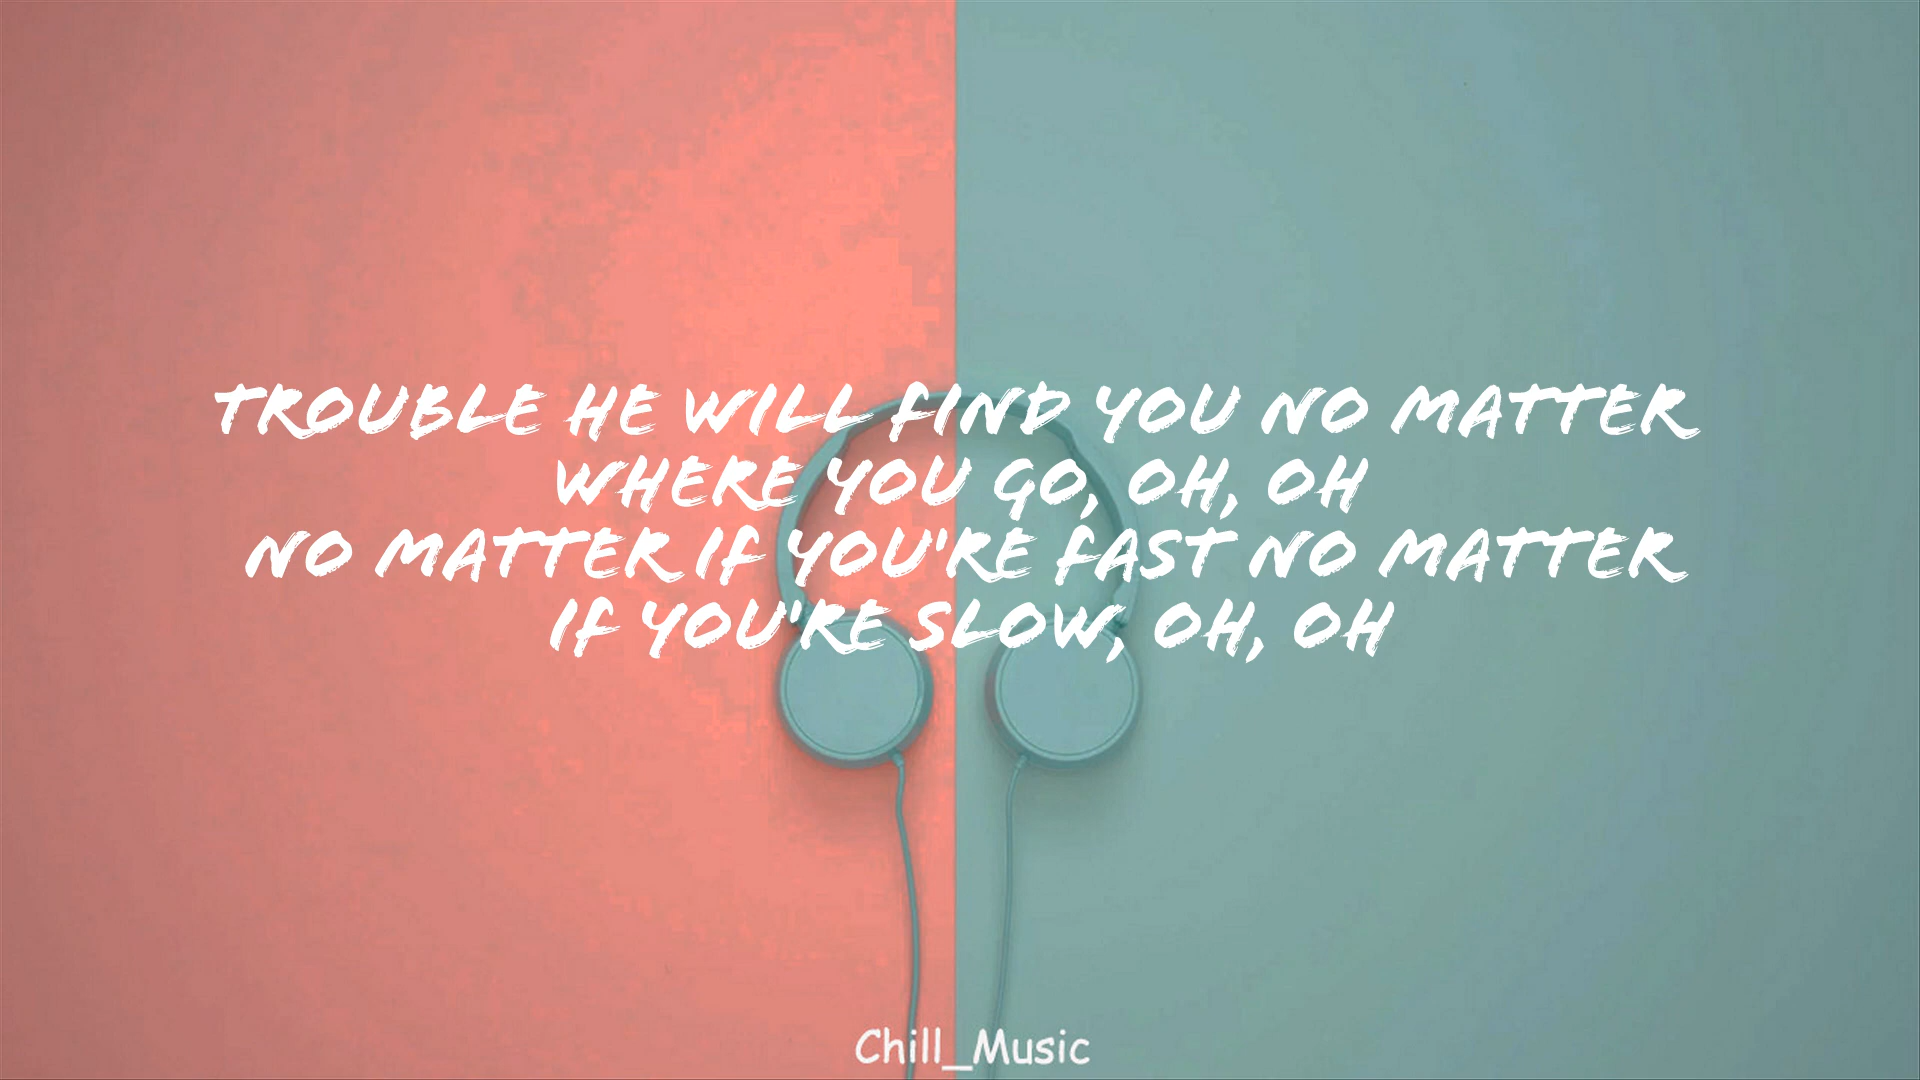 TROUBLE HE WILL FIND YOU NO MATTER
WHERE YOU GO, OH, OH
NO MATTER IF YOU'RE FAST NO MATTER
IF YOU'RE SLOW, OH, OH
Chill_Music